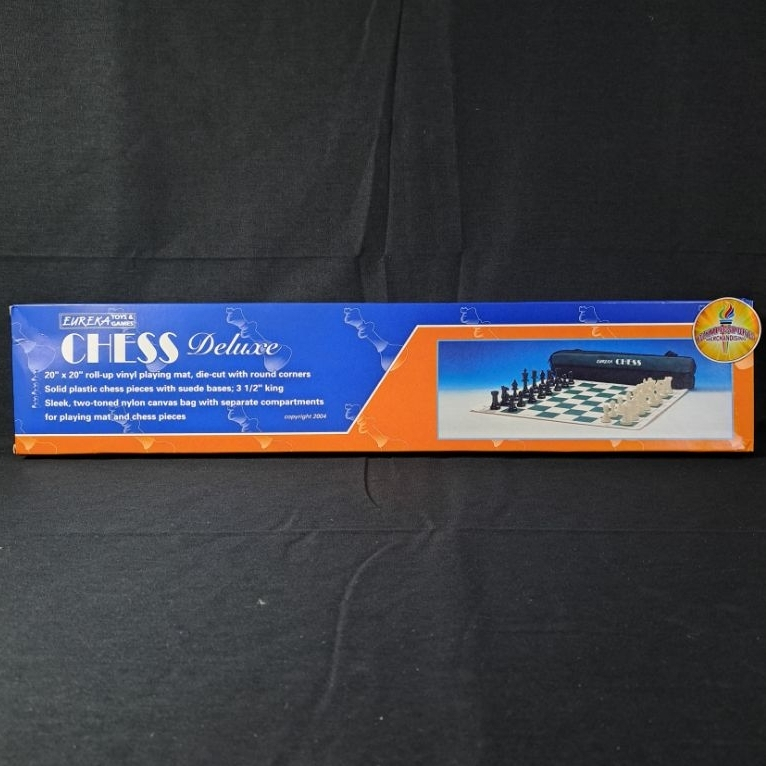 EUREKA TOYS & GAMES
CHESS Deluxe
20" x 20" roll-up vinyl playing mat, die-cut with round corners
Solid plastic chess pieces with suede bases; 3 1/2" king
Sleek, two-toned nylon canvas bag with separate compartments
for playing mat and chess pieces
copyright 2004
EUREKA CHESS